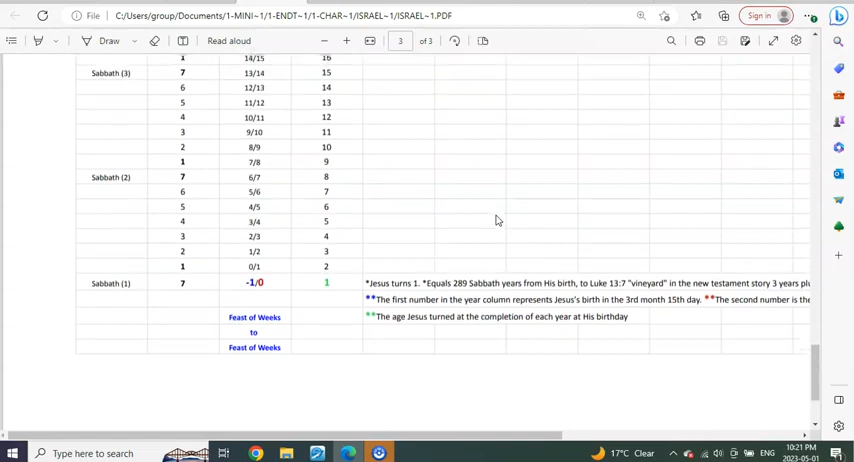 File
C:/Users/group/Documents/1-MINI~1/1-ENDT~1/1-CHAR~1/ISRAEL~1/ISRAEL~1.PDF
Sign in
Draw
Read aloud
3
of 3
1 14/15 16
Sabbath (3) 7 13/14 15
6 12/13 14
5 11/12 13
4 10/11 12
3 9/10 11
2 8/9 10
1 7/8 9
Sabbath (2) 7 6/7 8
6 5/6 7
5 4/5 6
4 3/4 5
3 2/3 4
2 1/2 3
1 0/1 2
Sabbath (1) 7 -1/0 1 *Jesus turns 1. *Equals 289 Sabbath years from His birth, to Luke 13:7 "vineyard" in the new testament story 3 years plu
**The first number in the year column represents Jesus's birth in the 3rd month 15th day. **The second number is the
Feast of Weeks **The age Jesus turned at the completion of each year at His birthday
to
Feast of Weeks
Type here to search
17°C Clear
ENG
10:21 PM
2023-05-01